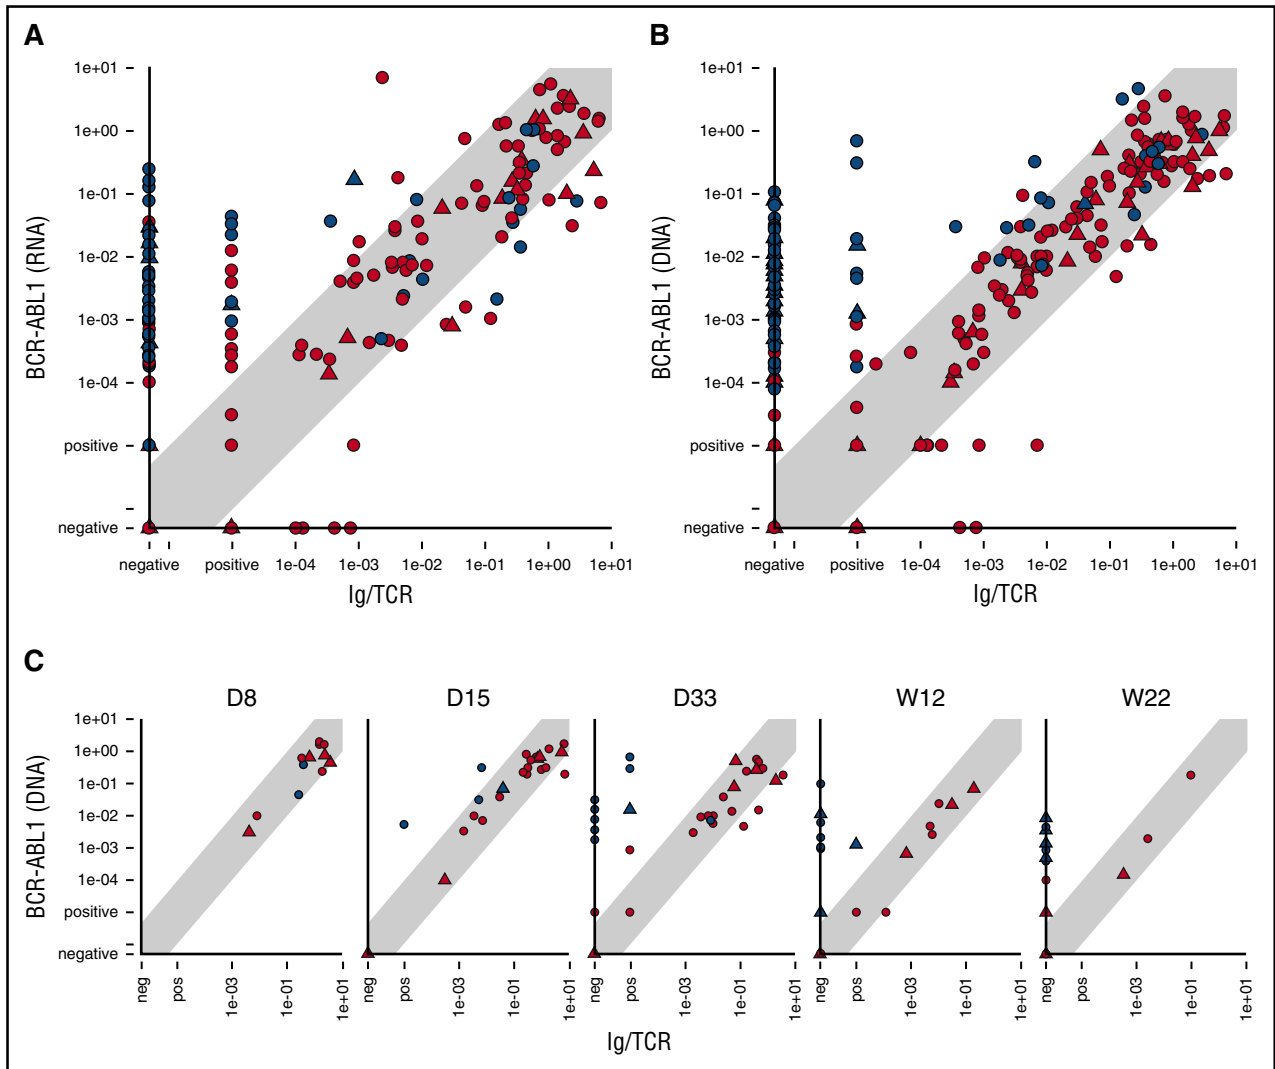 A
B
1e+01
1e+00
1e-01
1e-02
1e-03
1e-04
positive
negative
BCR-ABL1 (RNA)
negative
positive
1e-04
1e-03
1e-02
1e-01
1e+00
1e+01
Ig/TCR
1e+01
1e+00
1e-01
1e-02
1e-03
1e-04
positive
negative
BCR-ABL1 (DNA)
negative
positive
1e-04
1e-03
1e-02
1e-01
1e+00
1e+01
Ig/TCR
C
D8
D15
D33
W12
W22
1e+01
1e+00
1e-01
1e-02
1e-03
1e-04
positive
negative
BCR-ABL1 (DNA)
neg
pos
1e-03
1e-01
1e+01
neg
pos
1e-03
1e-01
1e+01
neg
pos
1e-03
1e-01
1e+01
neg
pos
1e-03
1e-01
1e+01
neg
pos
1e-03
1e-01
1e+01
Ig/TCR